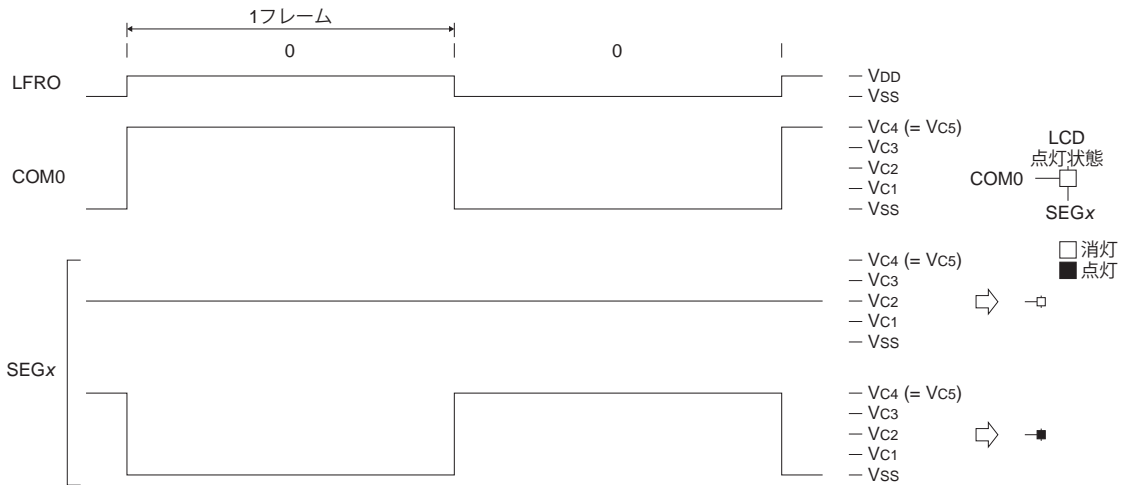 1フレーム
0 0
LFRO
VDD
VSS
COM0
VC4 (= VC5)
VC3
VC2
VC1
VSS
LCD
点灯状態
COM0
SEGx
消灯
点灯
SEGx
VC4 (= VC5)
VC3
VC2
VC1
VSS
VC4 (= VC5)
VC3
VC2
VC1
VSS